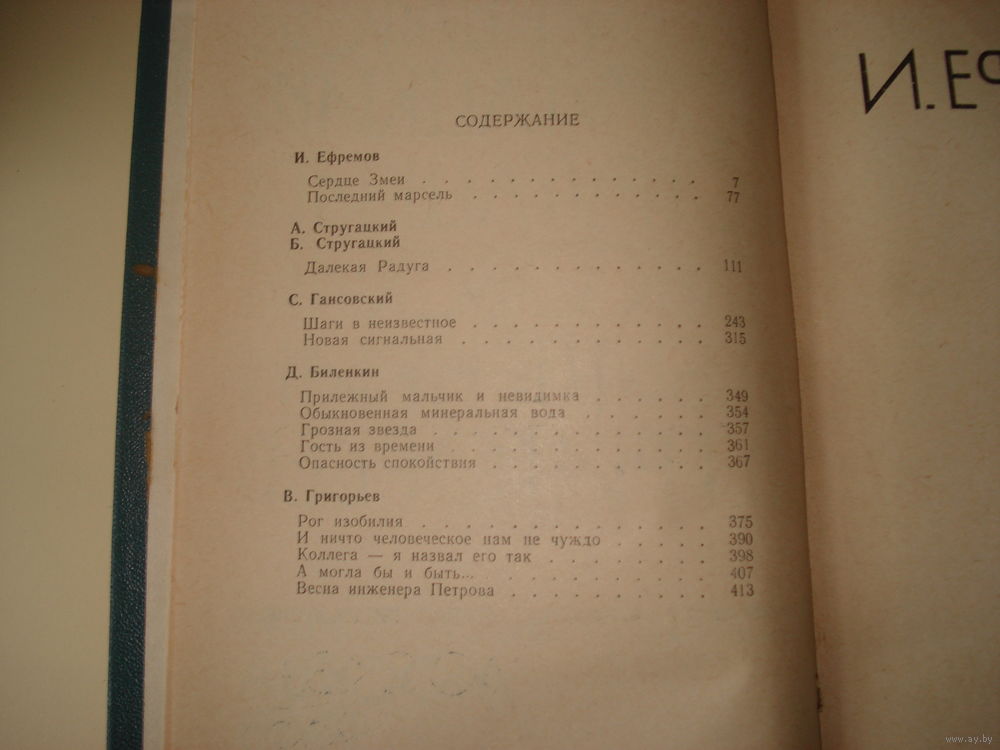 СОДЕРЖАНИЕ
И. Ефремов
Сердце Змеи . . . . . . . . . . . . . . 7
Последний марсель . . . . . . . . . . . 77
А. Стругацкий
Б. Стругацкий
Далекая Радуга . . . . . . . . . . . . 111
С. Гансовский
Шаги в неизвестное . . . . . . . . . . . 243
Новая сигнальная . . . . . . . . . . . . 315
Д. Биленкин
Прилежный мальчик и невидимка . . . . . . 349
Обыкновенная минеральная вода . . . . . . 354
Грозная звезда . . . . . . . . . . . . . 357
Гость из времени . . . . . . . . . . . . 361
Опасность спокойствия . . . . . . . . . . 367
В. Григорьев
Рог изобилия . . . . . . . . . . . . . . 375
И ничто человеческое нам не чуждо . . . . . 390
Коллега — я назвал его так . . . . . . . . 398
А могла бы и быть... . . . . . . . . . . . 407
Весна инженера Петрова . . . . . . . . . . 413
И. ЕФ
www.ay.by